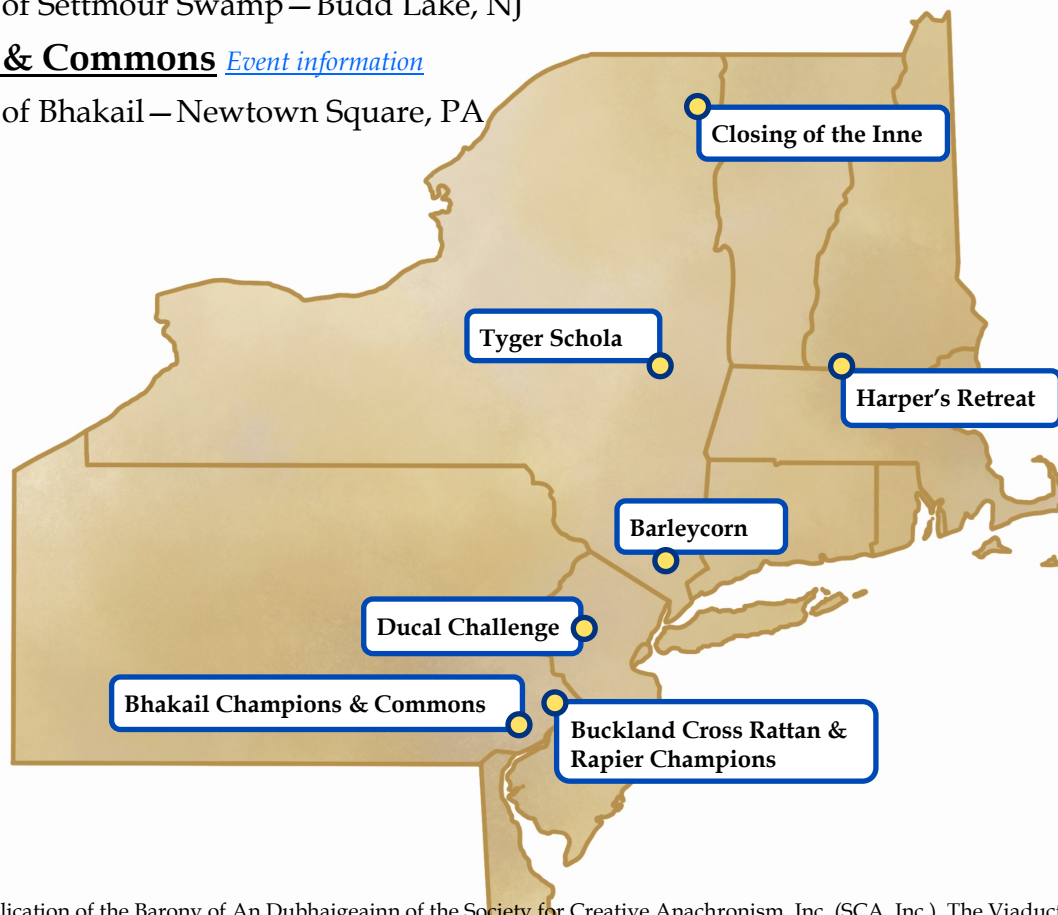 of Settmour Swamp—Budd Lake, NJ
& Commons Event information
of Bhakail—Newtown Square, PA
Closing of the Inne
Tyger Schola
Harper’s Retreat
Barleycorn
Ducal Challenge
Bhakail Champions & Commons
Buckland Cross Rattan &
Rapier Champions
lication of the Barony of An Dubhaigeainn of the Society for Creative Anachronism, Inc. (SCA, Inc.). The Viaduc